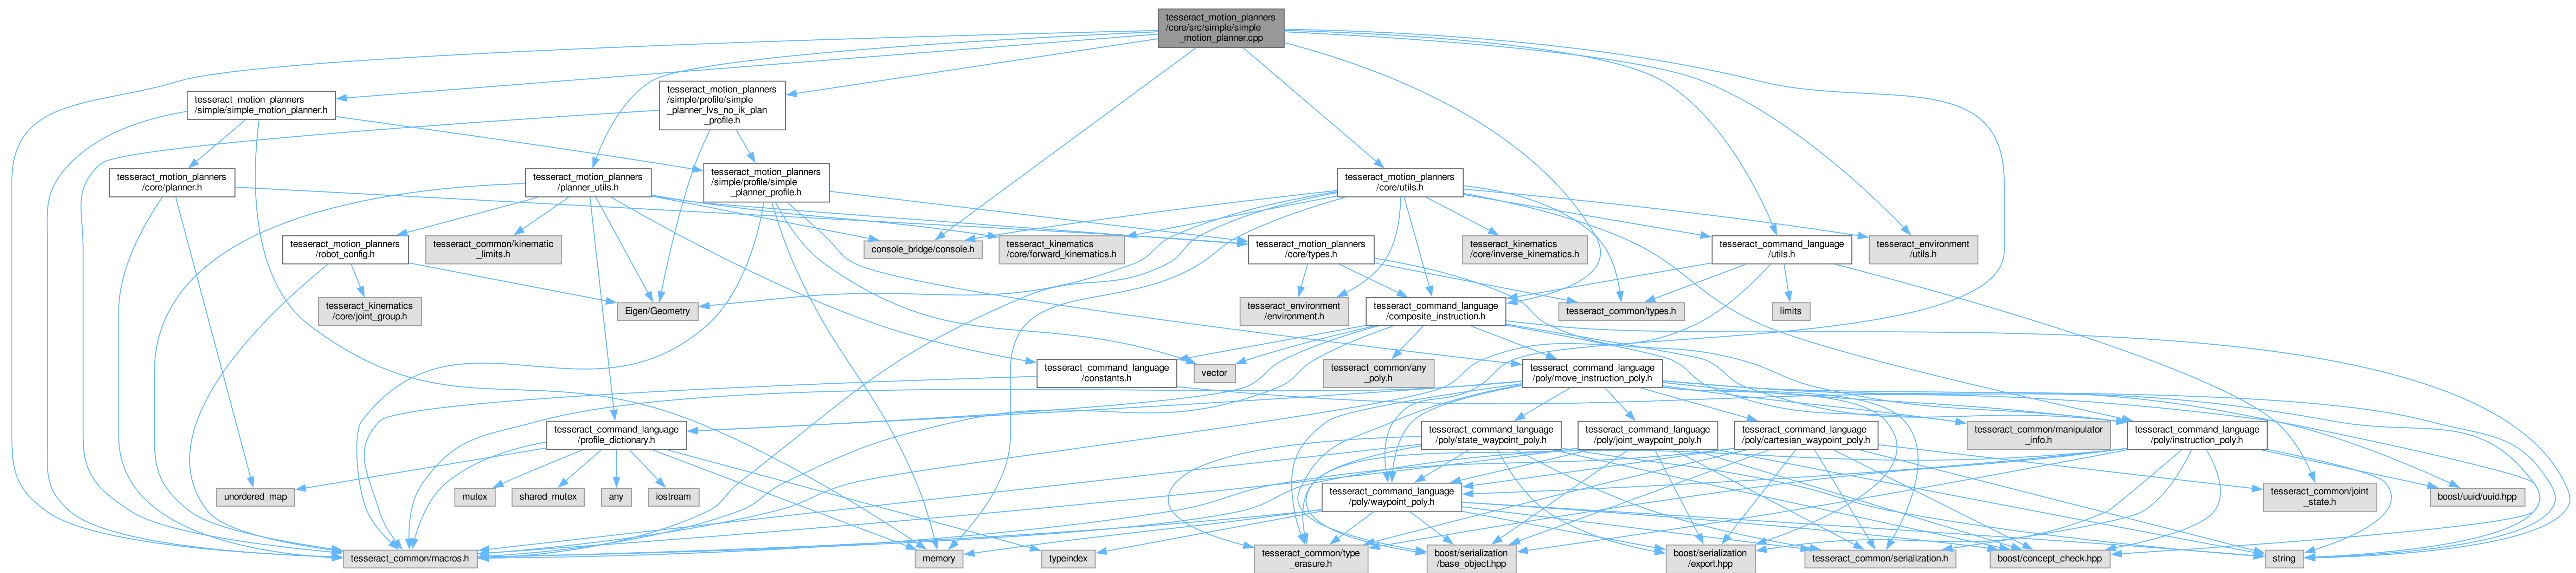 tesseract_motion_planners
/core/src/simple/simple
_motion_planner.cpp
tesseract_motion_planners
/simple/simple_motion_planner.h
tesseract_motion_planners
/simple/profile/simple
_planner_lvs_no_ik_plan
_profile.h
tesseract_motion_planners
/core/planner.h
tesseract_motion_planners
/planner_utils.h
tesseract_motion_planners
/simple/profile/simple
_planner_profile.h
tesseract_motion_planners
/core/utils.h
tesseract_motion_planners
/robot_config.h
tesseract_common/kinematic
_limits.h
console_bridge/console.h
tesseract_kinematics
/core/forward_kinematics.h
tesseract_motion_planners
/core/types.h
tesseract_kinematics
/core/inverse_kinematics.h
tesseract_command_language
/utils.h
tesseract_environment
/utils.h
tesseract_kinematics
/core/joint_group.h
Eigen/Geometry
tesseract_environment
/environment.h
tesseract_command_language
/composite_instruction.h
tesseract_common/types.h
limits
tesseract_command_language
/constants.h
vector
tesseract_common/any
_poly.h
tesseract_command_language
/poly/move_instruction_poly.h
tesseract_command_language
/profile_dictionary.h
tesseract_command_language
/poly/state_waypoint_poly.h
tesseract_command_language
/poly/joint_waypoint_poly.h
tesseract_command_language
/poly/cartesian_waypoint_poly.h
tesseract_common/manipulator
_info.h
tesseract_command_language
/poly/instruction_poly.h
unordered_map
mutex
shared_mutex
any
iostream
tesseract_command_language
/poly/waypoint_poly.h
tesseract_common/joint
_state.h
boost/uuid/uuid.hpp
tesseract_common/macros.h
memory
typeindex
tesseract_common/type
_erasure.h
boost/serialization
/base_object.hpp
boost/serialization
/export.hpp
tesseract_common/serialization.h
boost/concept_check.hpp
string